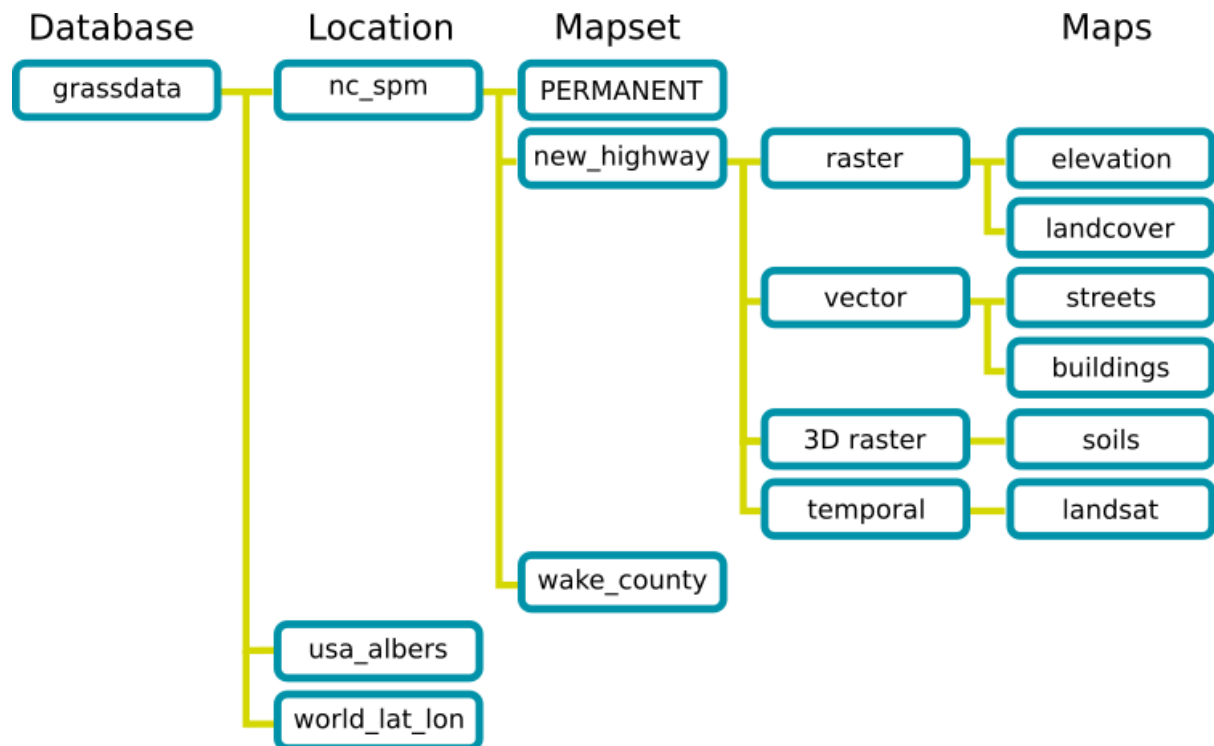 Database Location Mapset Maps
grassdata nc_spm PERMANENT
new_highway raster elevation
landcover
vector streets
buildings
3D raster soils
temporal landsat
wake_county
usa_albers
world_lat_lon